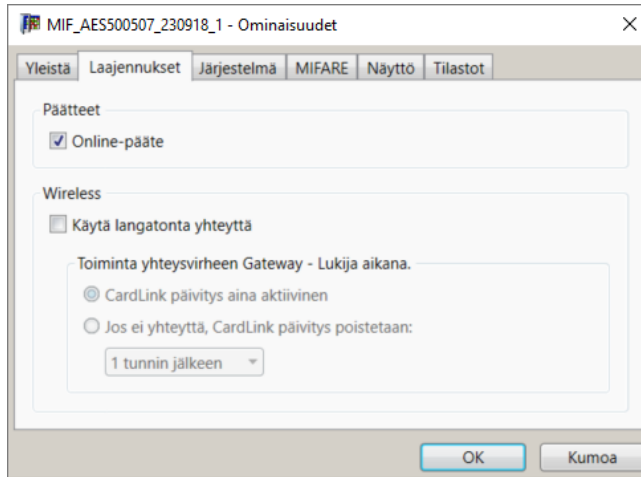 MIF_AES500507_230918_1 - Ominaisuudet
Yleistä Laajennukset Järjestelmä MIFARE Näyttö Tilastot
Päätteet
Online-pääte
Wireless
Käytä langatonta yhteyttä
Toiminta yhteysvirheen Gateway - Lukija aikana.
CardLink päivitys aina aktiivinen
Jos ei yhteyttä, CardLink päivitys poistetaan:
1 tunnin jälkeen
OK Kumoa